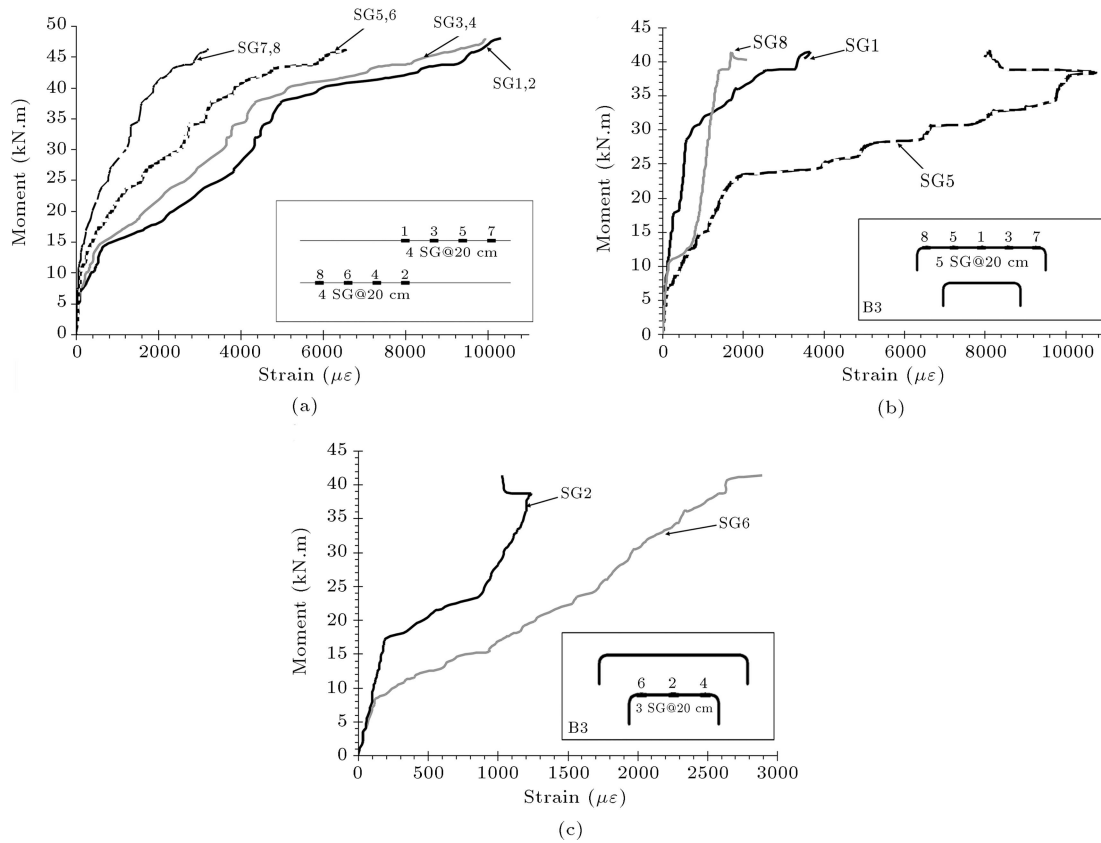 50
45
40
35
30
25
20
15
10
5
0
Moment (kN.m)
SG7,8
SG5,6
SG3,4
SG1,2
1 3 5 7
4 SG@20 cm
8 6 4 2
4 SG@20 cm
0 2000 4000 6000 8000 10000
Strain (με)
(a)
45
40
35
30
25
20
15
10
5
0
Moment (kN.m)
SG8
SG1
SG5
8 5 1 3 7
5 SG@20 cm
B3
0 2000 4000 6000 8000 10000
Strain (με)
(b)
45
40
35
30
25
20
15
10
5
0
Moment (kN.m)
SG2
SG6
6 2 4
3 SG@20 cm
B3
0 500 1000 1500 2000 2500 3000
Strain (με)
(c)